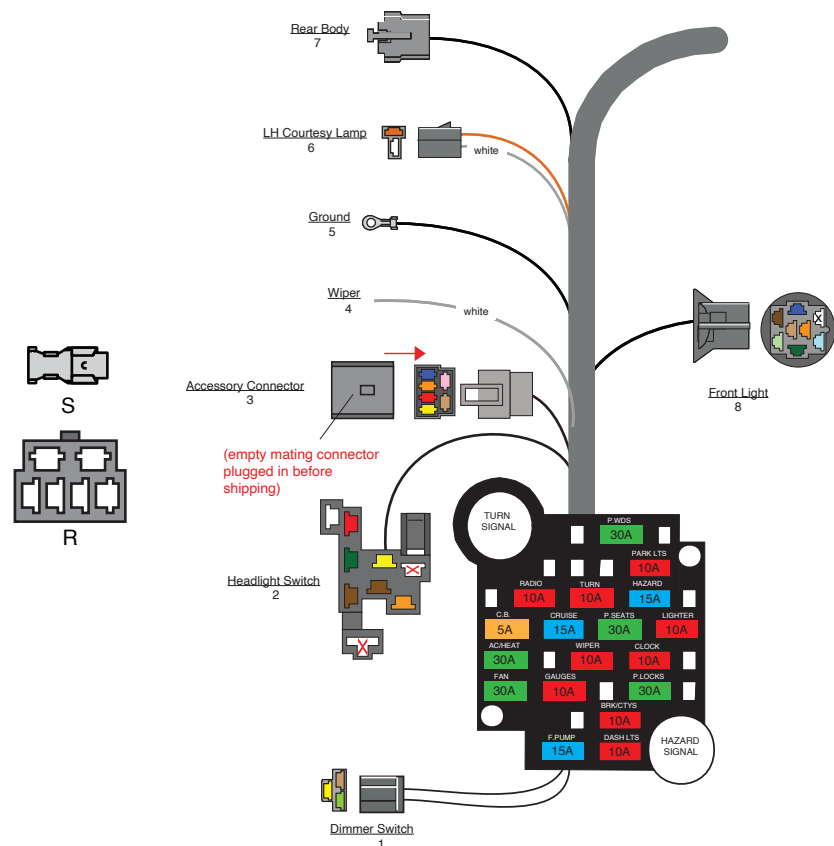 Rear Body
7
LH Courtesy Lamp
6
white
Ground
5
Wiper
4
white
Accessory Connector
3
(empty mating connector
plugged in before
shipping)
Front Light
8
X
S
R
Headlight Switch
2
X
X
TURN
SIGNAL
P.WDS
30A
PARK LTS
10A
RADIO
10A
TURN
10A
HAZARD
15A
C.B.
5A
CRUISE
15A
P.SEATS
30A
LIGHTER
10A
AC/HEAT
30A
WIPER
10A
CLOCK
10A
FAN
30A
GAUGES
10A
P.LOCKS
30A
BRK/CTYS
10A
F.PUMP
15A
DASH LTS
10A
HAZARD
SIGNAL
Dimmer Switch
1